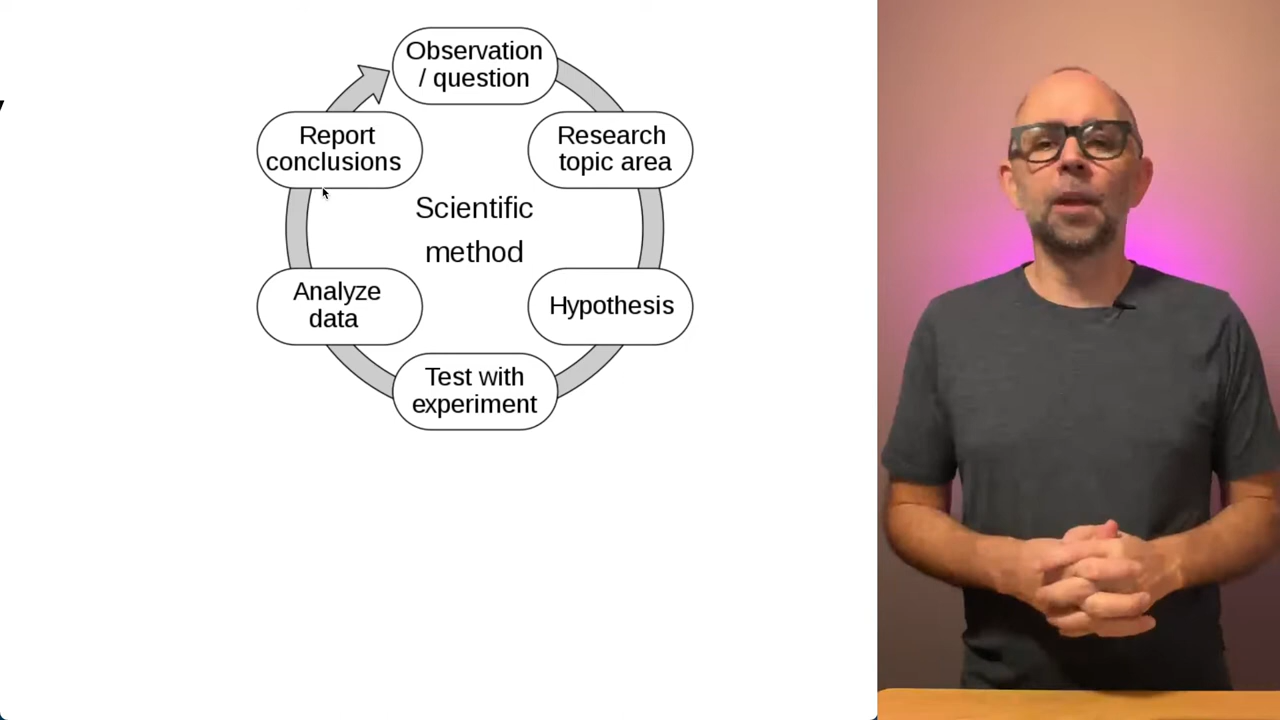 Observation
/ question
Research
topic area
Hypothesis
Test with
experiment
Analyze
data
Report
conclusions
Scientific
method